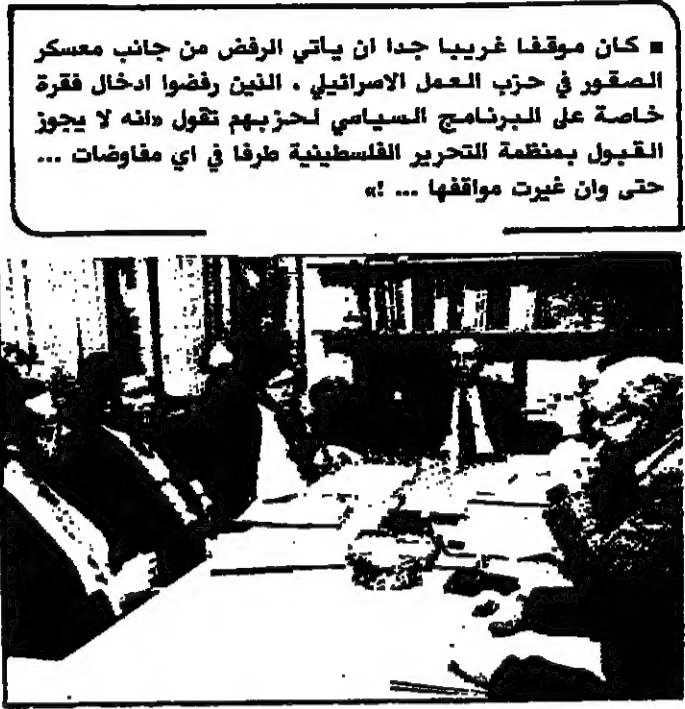 ■ كان موقفا غريبا جدا ان ياتي الرفض من جانب معسكر
الصقور في حزب العمل الاسرائيلي . الذين رفضوا ادخال فقرة
خاصة على البرنامج السياسي لحزبهم تقول «انه لا يجوز
القبول بمنظمة التحرير الفلسطينية طرفا في اي مفاوضات ...
حتى وان غيرت مواقفها ... !»